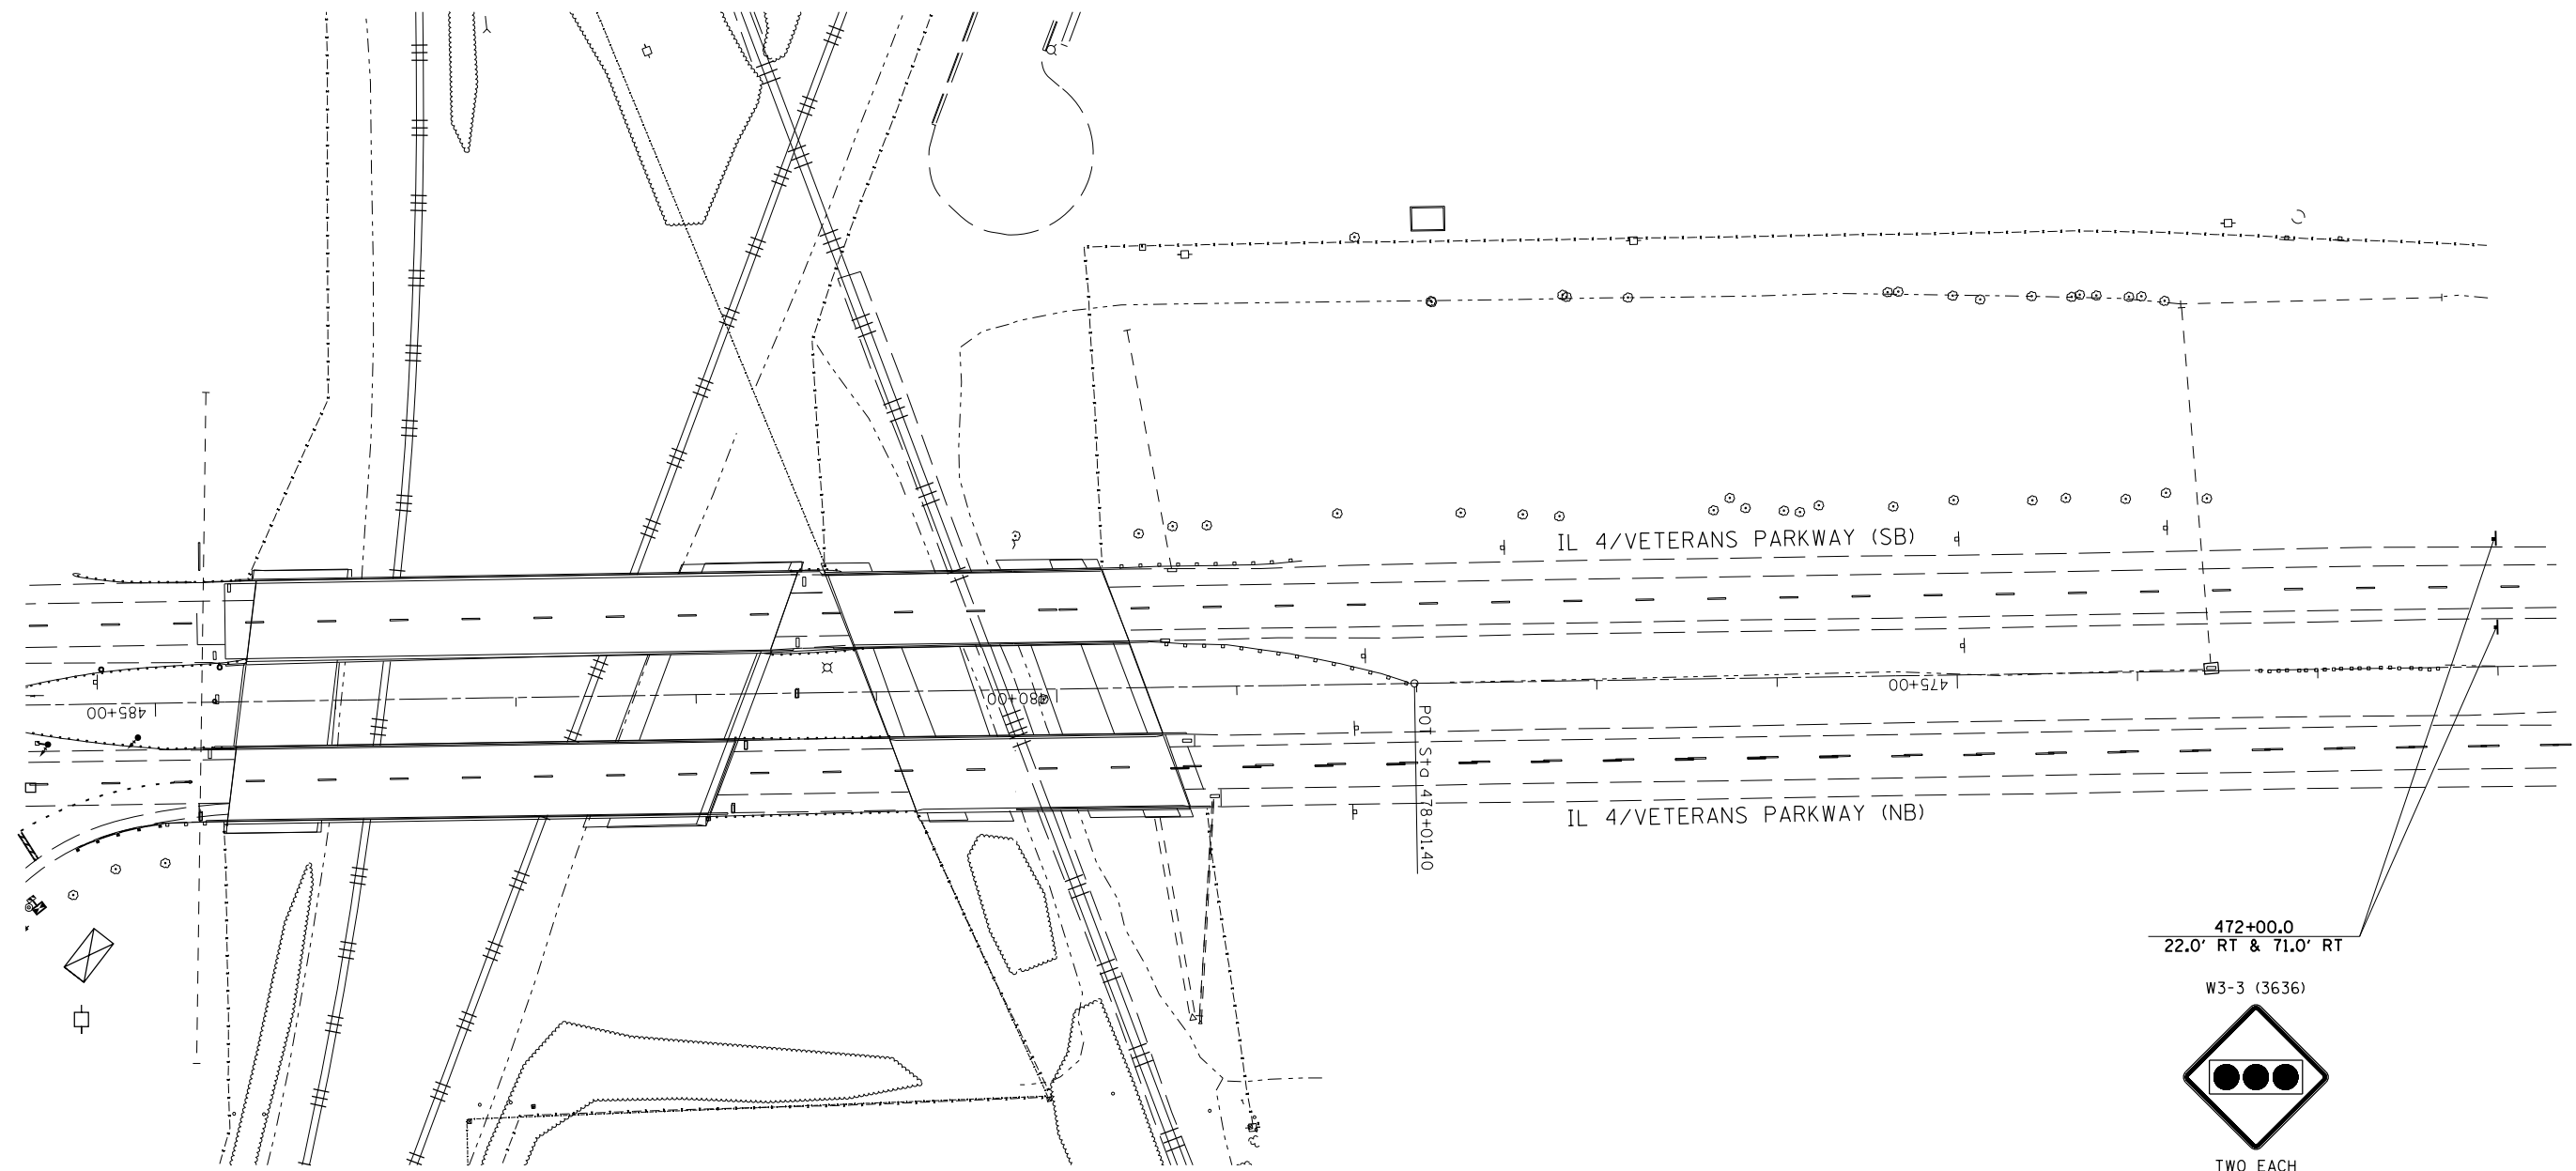 IL 4/VETERANS PARKWAY (SB)
485+00
480+00
475+00
POT Sta 478+01.40
IL 4/VETERANS PARKWAY (NB)
472+00.0
22.0' RT & 71.0' RT
W3-3 (3636)
TWO EACH